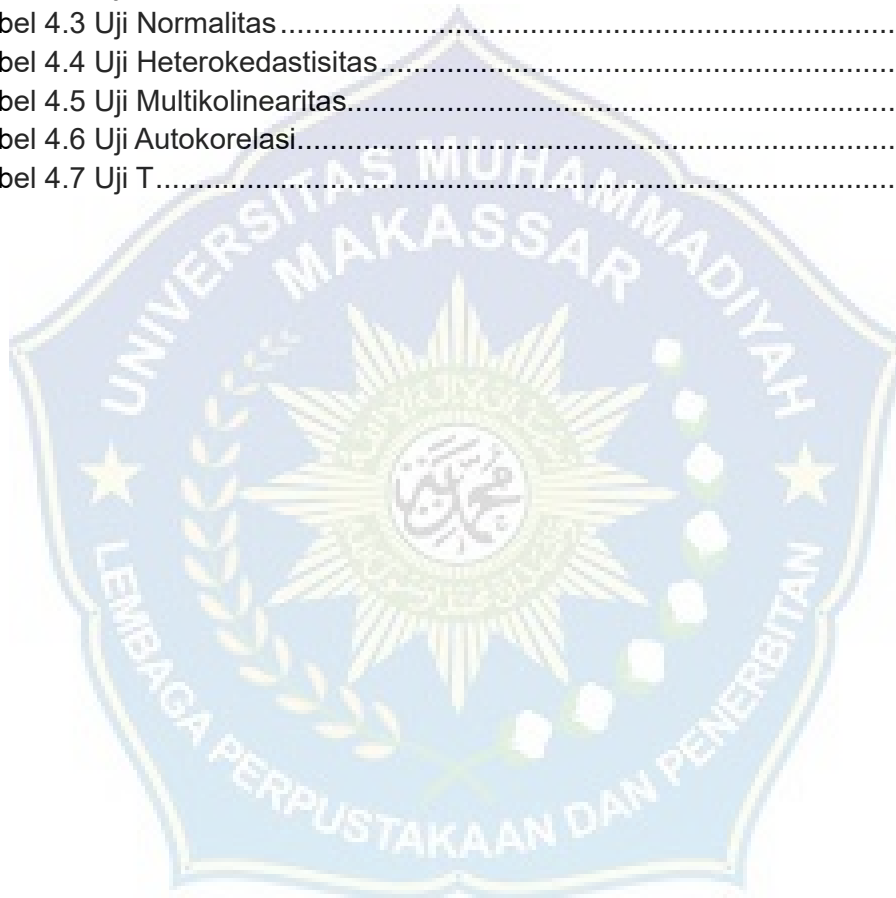 bel 4.3 Uji Normalitas........................................................................
bel 4.4 Uji Heterokedastisitas............................................................
bel 4.5 Uji Multikolinearitas................................................................
bel 4.6 Uji Autokorelasi......................................................................
bel 4.7 Uji T.......................................................................................
UNIVERSITAS MUHAMMADIYAH
MAKASSAR
LEMBAGA PERPUSTAKAAN DAN PENERBITAN